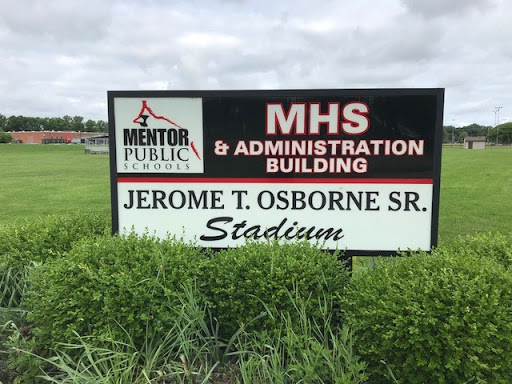 MENTOR
PUBLIC
SCHOOLS
MHS
& ADMINISTRATION
BUILDING
JEROME T. OSBORNE SR.
Stadium